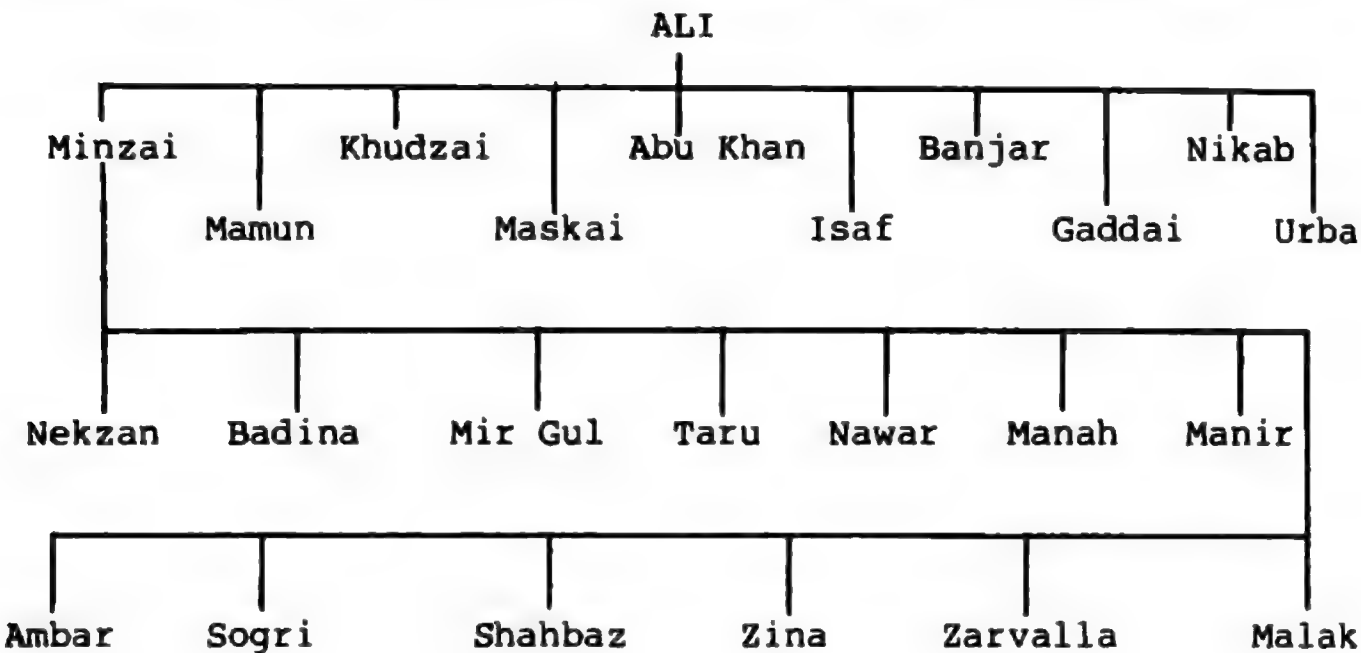 ALI
Minzai Khudzai Abu Khan Banjar Nikab
Mamun Maskai Isaf Gaddai Urba
Nekzan Badina Mir Gul Taru Nawar Manah Manir
Ambar Sogri Shahbaz Zina Zarvalla Malak